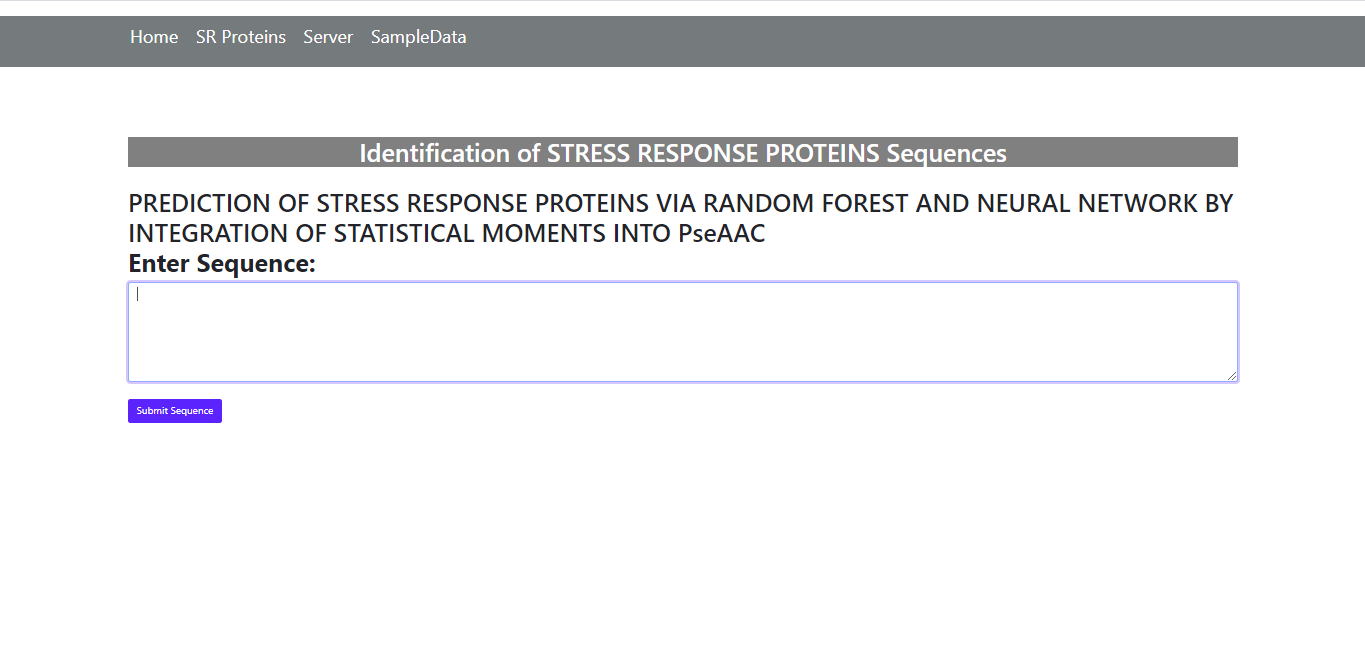 Home SR Proteins Server SampleData
Identification of STRESS RESPONSE PROTEINS Sequences
PREDICTION OF STRESS RESPONSE PROTEINS VIA RANDOM FOREST AND NEURAL NETWORK BY
INTEGRATION OF STATISTICAL MOMENTS INTO PseAAC
Enter Sequence:
Submit Sequence